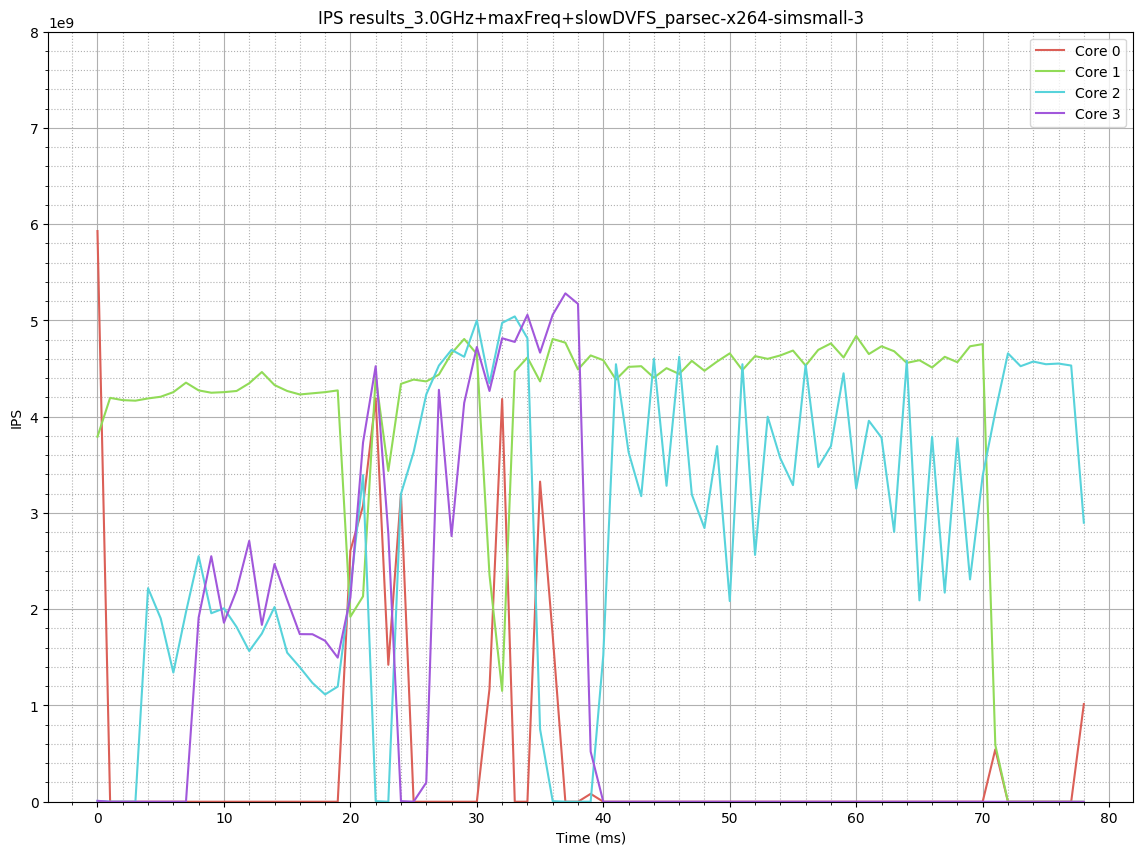 IPS results_3.0GHz+maxFreq+slowDVFS_parsec-x264-simsmall-3
1e9
8
7
6
5
4
3
2
1
0
IPS
0 10 20 30 40 50 60 70 80
Time (ms)
Core 0
Core 1
Core 2
Core 3